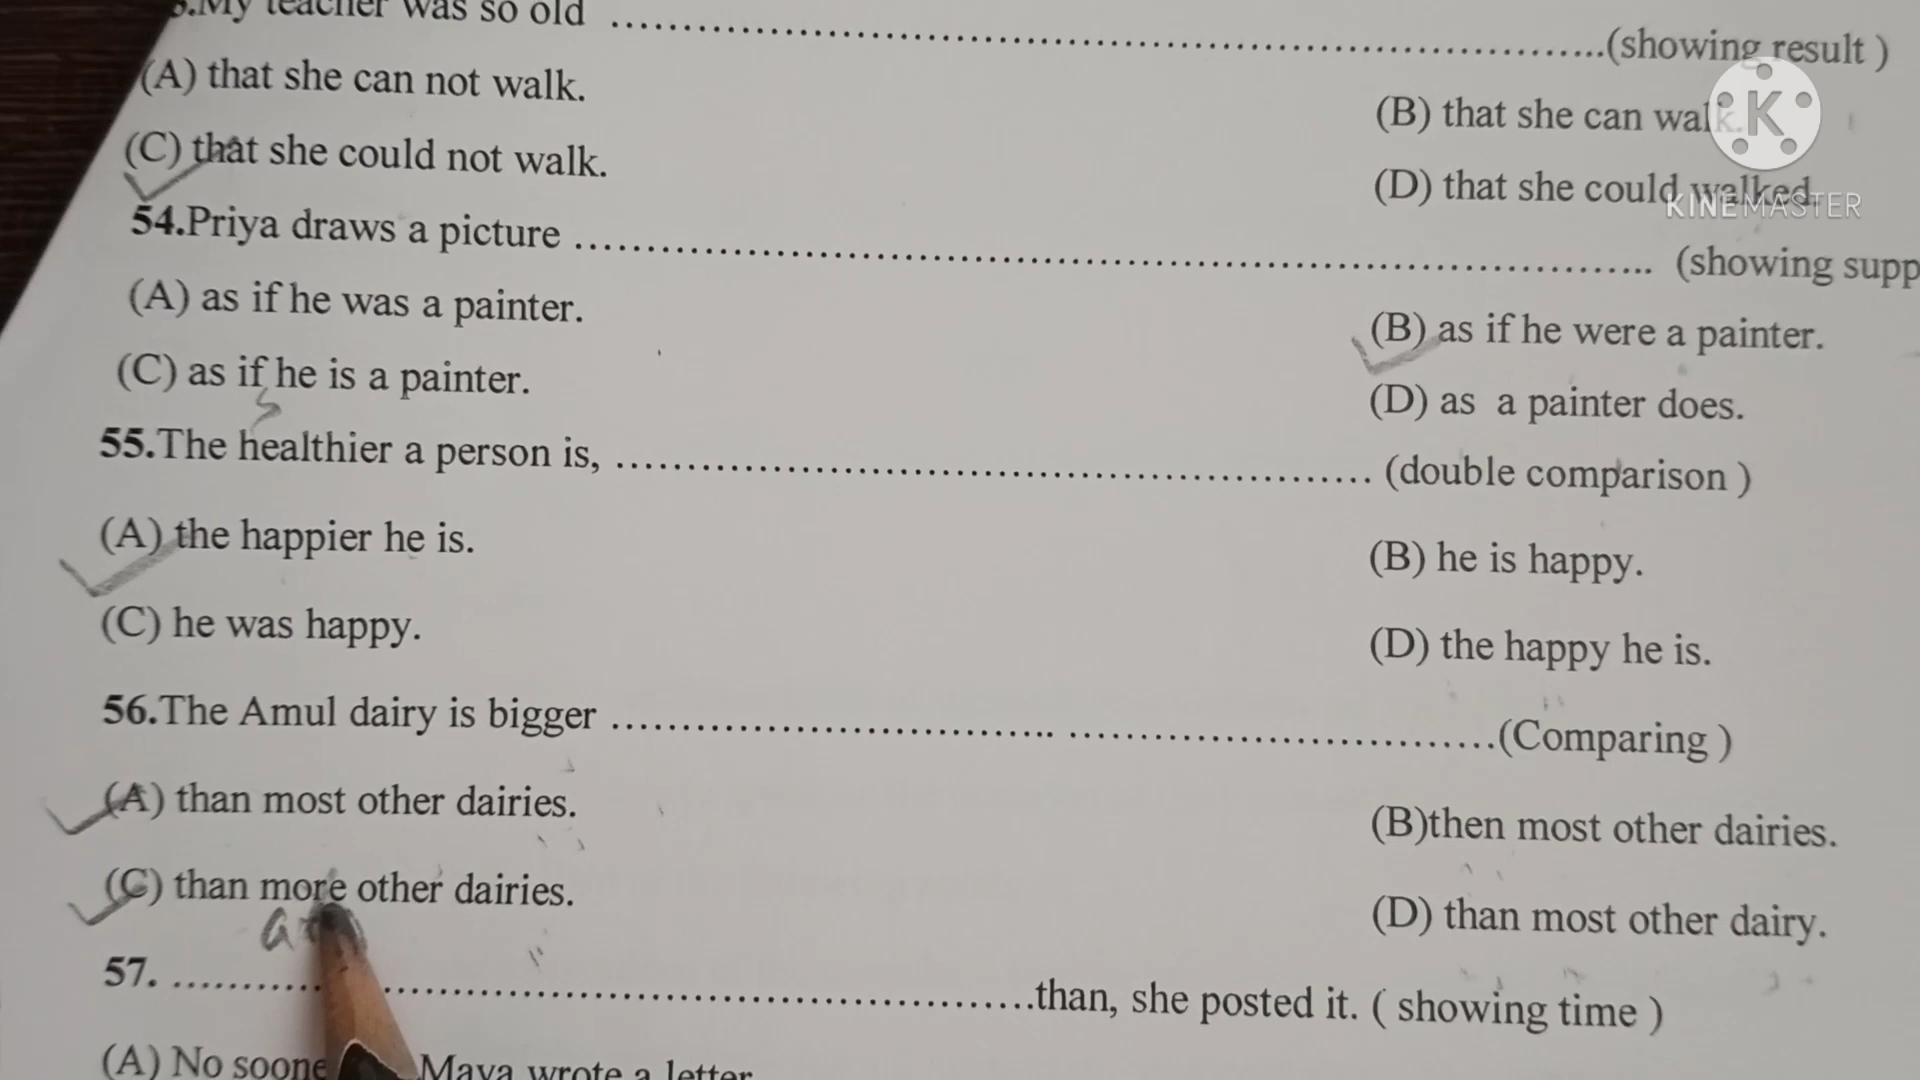 3.My teacher was so old ........................................(showing result )
(A) that she can not walk.
(B) that she can walk.
(C) that she could not walk.
(D) that she could walked.
K
KINEMASTER
54.Priya draws a picture ........................................ (showing supp
(A) as if he was a painter.
(B) as if he were a painter.
(C) as if he is a painter.
(D) as a painter does.
55.The healthier a person is, ........................................ (double comparison )
(A) the happier he is.
(B) he is happy.
(C) he was happy.
(D) the happy he is.
56.The Amul dairy is bigger ........................................(Comparing )
(A) than most other dairies.
(B)then most other dairies.
(C) than more other dairies.
(D) than most other dairy.
57. ........................................than, she posted it. ( showing time )
(A) No Maya wrote a letter